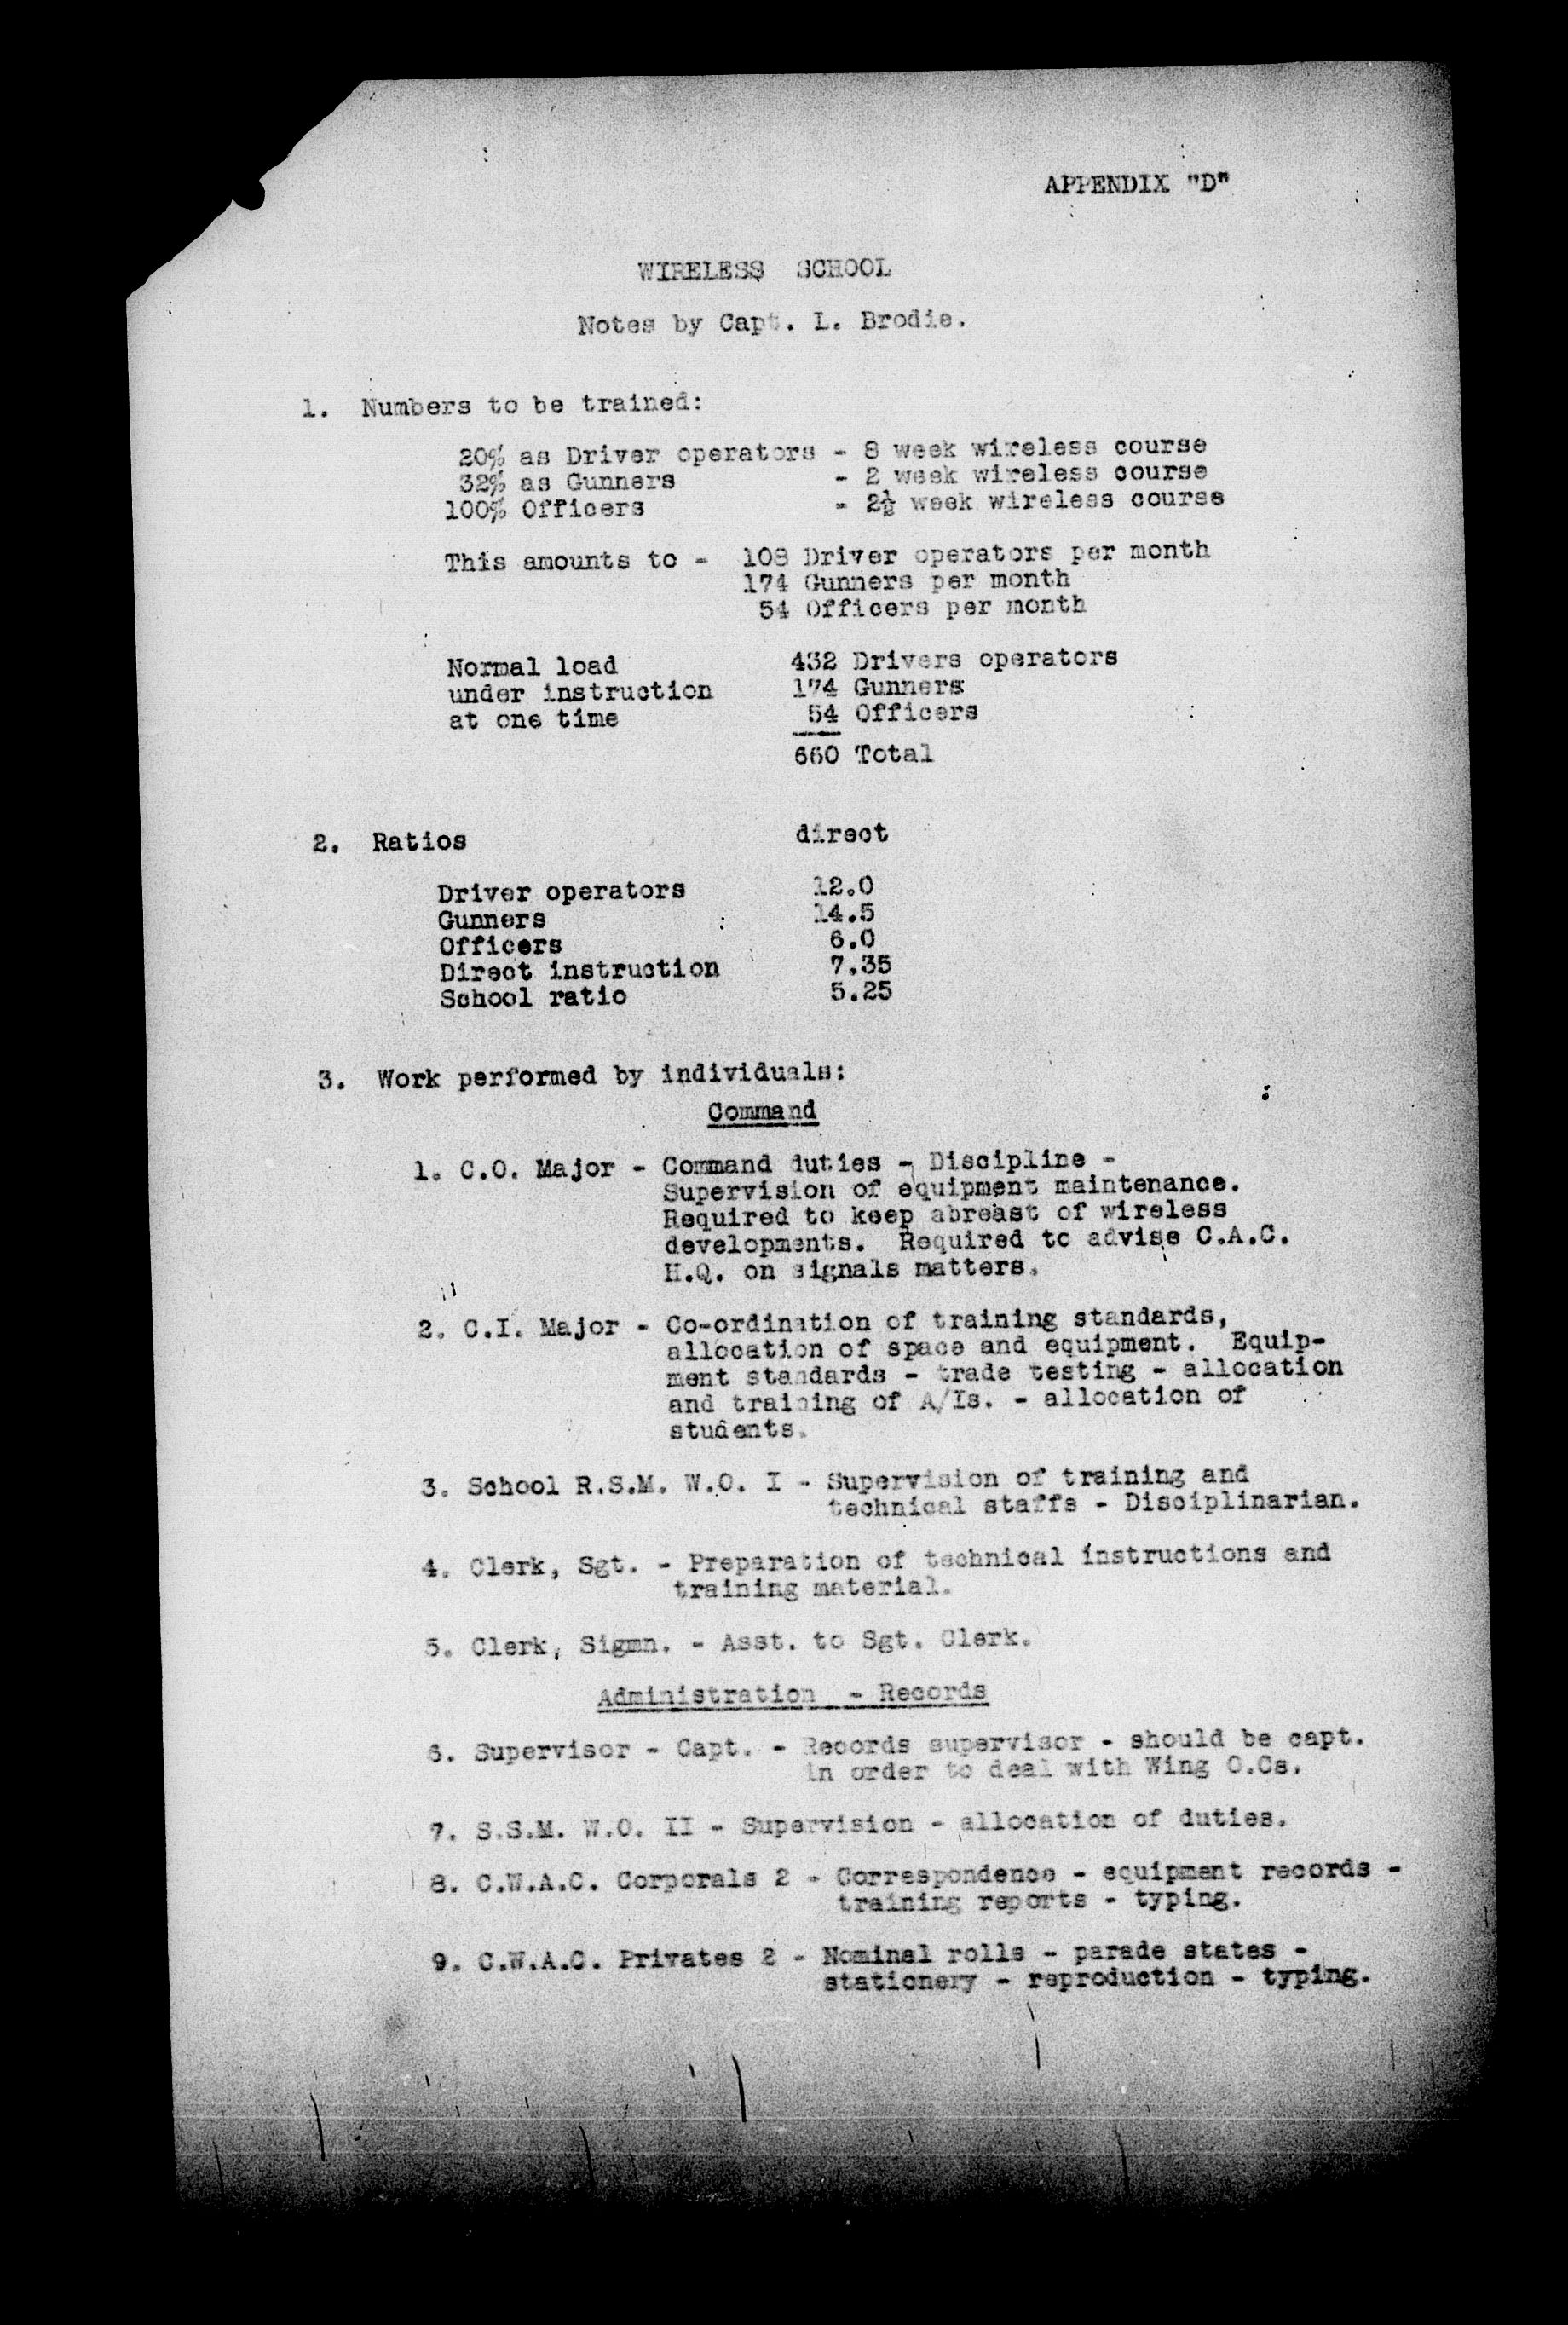 APPENDIX "D"
WIRELESS SCHOOL
Notes by Capt. L. Brodie.
1. Numbers to be trained:
20% as Driver operators - 8 week wireless course
32% as Gunners - 2 week wireless course
100% Officers - 2½ week wireless course
This amounts to - 108 Driver operators per month
174 Gunners per month
54 Officers per month
Normal load 432 Drivers operators
under instruction 174 Gunners
at one time 54 Officers
660 Total
2. Ratios direct
Driver operators 12.0
Gunners 14.5
Officers 6.0
Direct instruction 7.35
School ratio 5.25
3. Work performed by individuals:
Command
1. C.O. Major - Command duties - Discipline -
Supervision of equipment maintenance.
Required to keep abreast of wireless
developments. Required to advise C.A.C.
H.Q. on signals matters.
2. C.I. Major - Co-ordination of training standards,
allocation of space and equipment. Equip-
ment standards - trade testing - allocation
and training of A/Is. - allocation of
students.
3. School R.S.M. W.O. I - Supervision of training and
technical staffs - Disciplinarian.
4. Clerk, Sgt. - Preparation of technical instructions and
training material.
5. Clerk, Sigmn. - Asst. to Sgt. Clerk.
Administration - Records
6. Supervisor - Capt. - Records supervisor - should be capt.
in order to deal with Wing O.Cs.
7. S.S.M. W.O. II - Supervision - allocation of duties.
8. C.W.A.C. Corporals 2 - Correspondence - equipment records -
training reports - typing.
9. C.W.A.C. Privates 2 - Nominal rolls - parade states -
stationery - reproduction - typing.